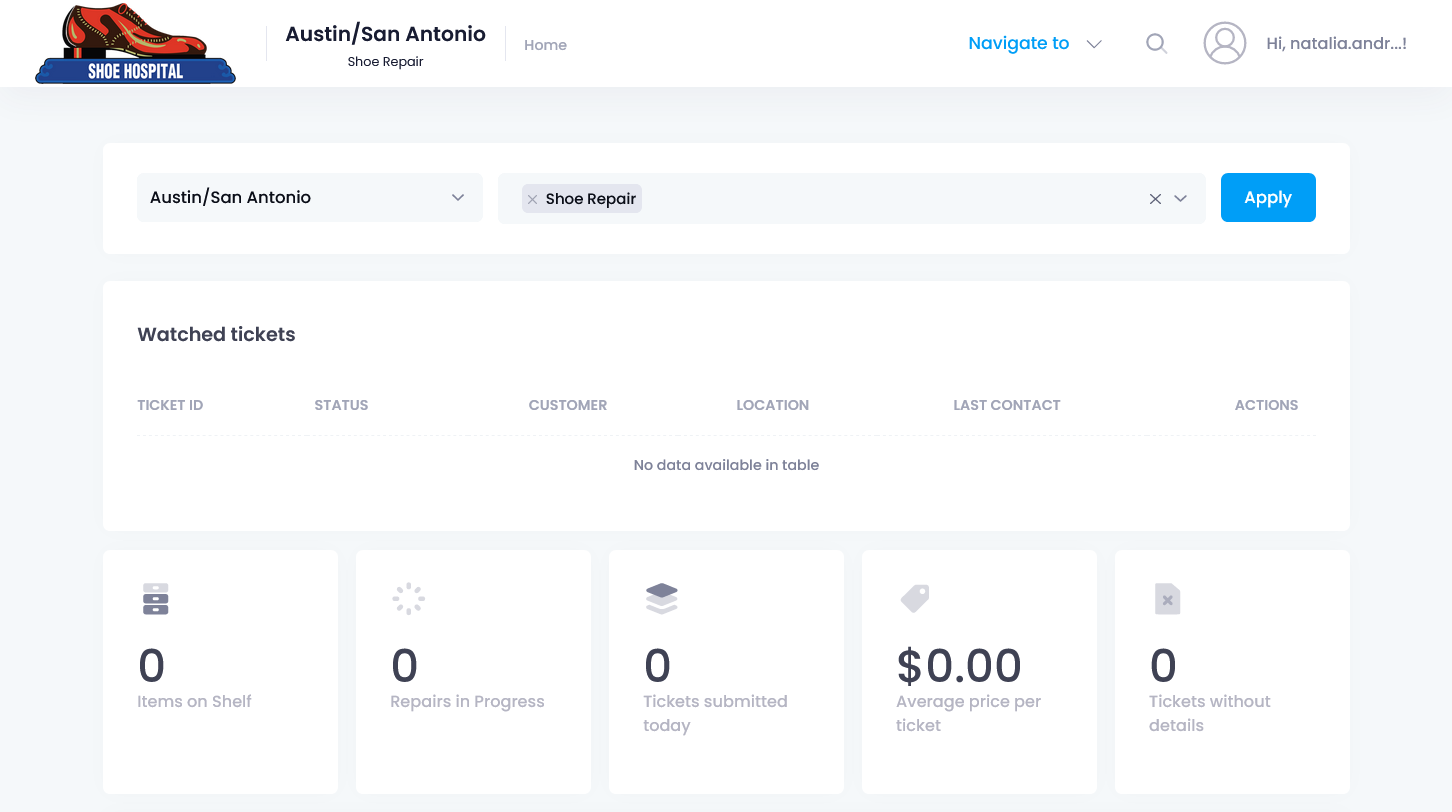 SHOE HOSPITAL
Austin/San Antonio
Shoe Repair
Home
Navigate to
Hi, natalia.andr...!
Austin/San Antonio
Shoe Repair
Apply
Watched tickets
TICKET ID STATUS CUSTOMER LOCATION LAST CONTACT ACTIONS
No data available in table
0
Items on Shelf
0
Repairs in Progress
0
Tickets submitted
today
$0.00
Average price per
ticket
0
Tickets without
details